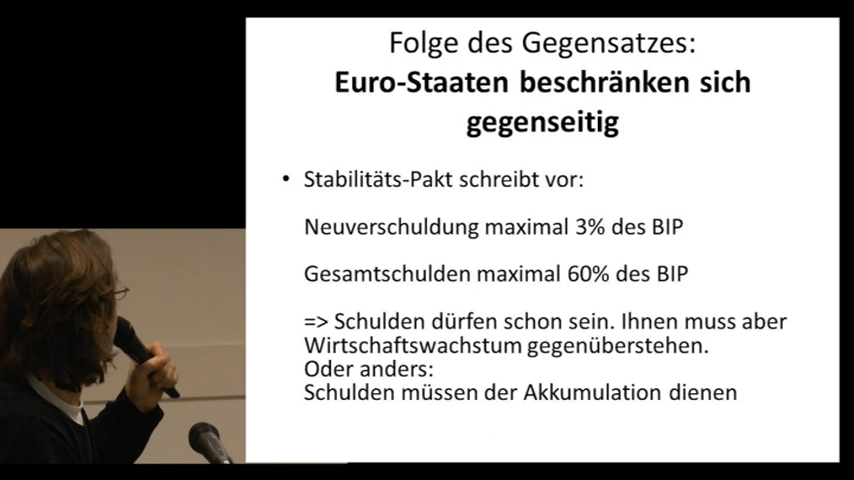 Folge des Gegensatzes:
Euro-Staaten beschränken sich
gegenseitig
• Stabilitäts-Pakt schreibt vor:
Neuverschuldung maximal 3% des BIP
Gesamtschulden maximal 60% des BIP
=> Schulden dürfen schon sein. Ihnen muss aber
Wirtschaftswachstum gegenüberstehen.
Oder anders:
Schulden müssen der Akkumulation dienen